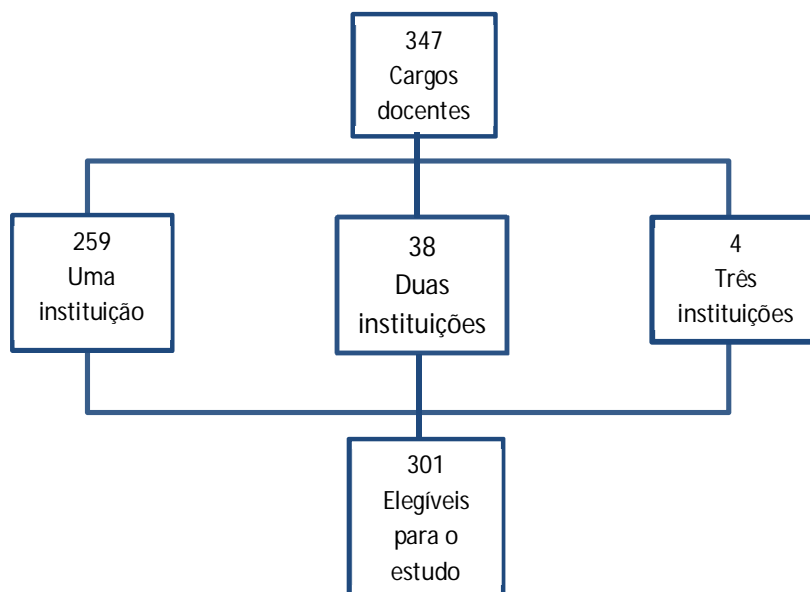 347
Cargos
docentes
259
Uma
instituição
38
Duas
instituições
4
Três
instituições
301
Elegíveis
para o
estudo